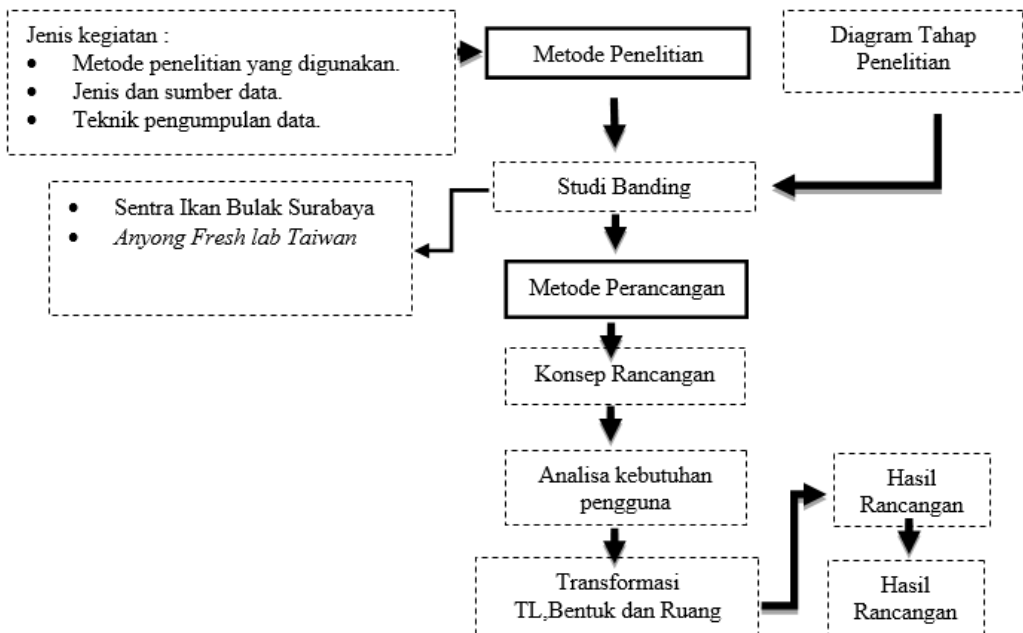 Jenis kegiatan :
• Metode penelitian yang digunakan.
• Jenis dan sumber data.
• Teknik pengumpulan data.
Metode Penelitian
Diagram Tahap
Penelitian
Studi Banding
• Sentra Ikan Bulak Surabaya
• Anyong Fresh lab Taiwan
Metode Perancangan
Konsep Rancangan
Analisa kebutuhan
pengguna
Transformasi
TL,Bentuk dan Ruang
Hasil
Rancangan
Hasil
Rancangan